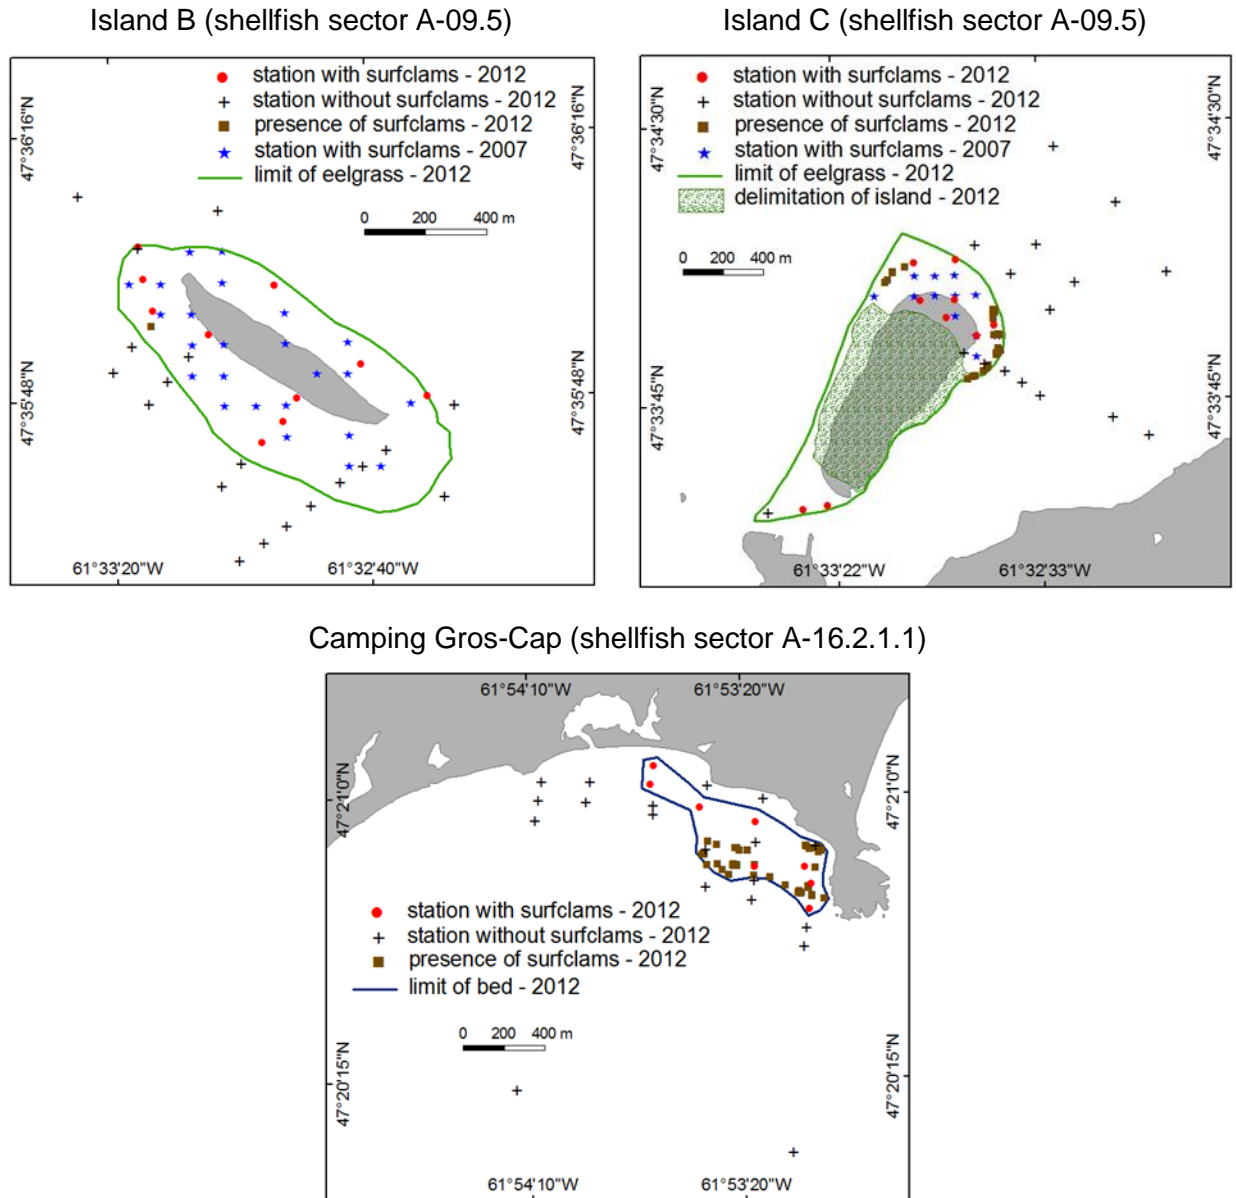 Island B (shellfish sector A-09.5)
station with surfclams - 2012
station without surfclams - 2012
presence of surfclams - 2012
station with surfclams - 2007
limit of eelgrass - 2012
0 200 400 m
47°36'16"N
47°36'16"N
47°35'48"N
47°35'48"N
61°33'20"W
61°32'40"W
Island C (shellfish sector A-09.5)
station with surfclams - 2012
station without surfclams - 2012
presence of surfclams - 2012
station with surfclams - 2007
limit of eelgrass - 2012
delimitation of island - 2012
0 200 400 m
47°34'30"N
47°34'30"N
47°33'45"N
47°33'45"N
61°33'22"W
61°32'33"W
Camping Gros-Cap (shellfish sector A-16.2.1.1)
61°54'10"W
61°53'20"W
47°21'0"N
47°21'0"N
station with surfclams - 2012
station without surfclams - 2012
presence of surfclams - 2012
limit of bed - 2012
0 200 400 m
47°20'15"N
47°20'15"N
61°54'10"W
61°53'20"W